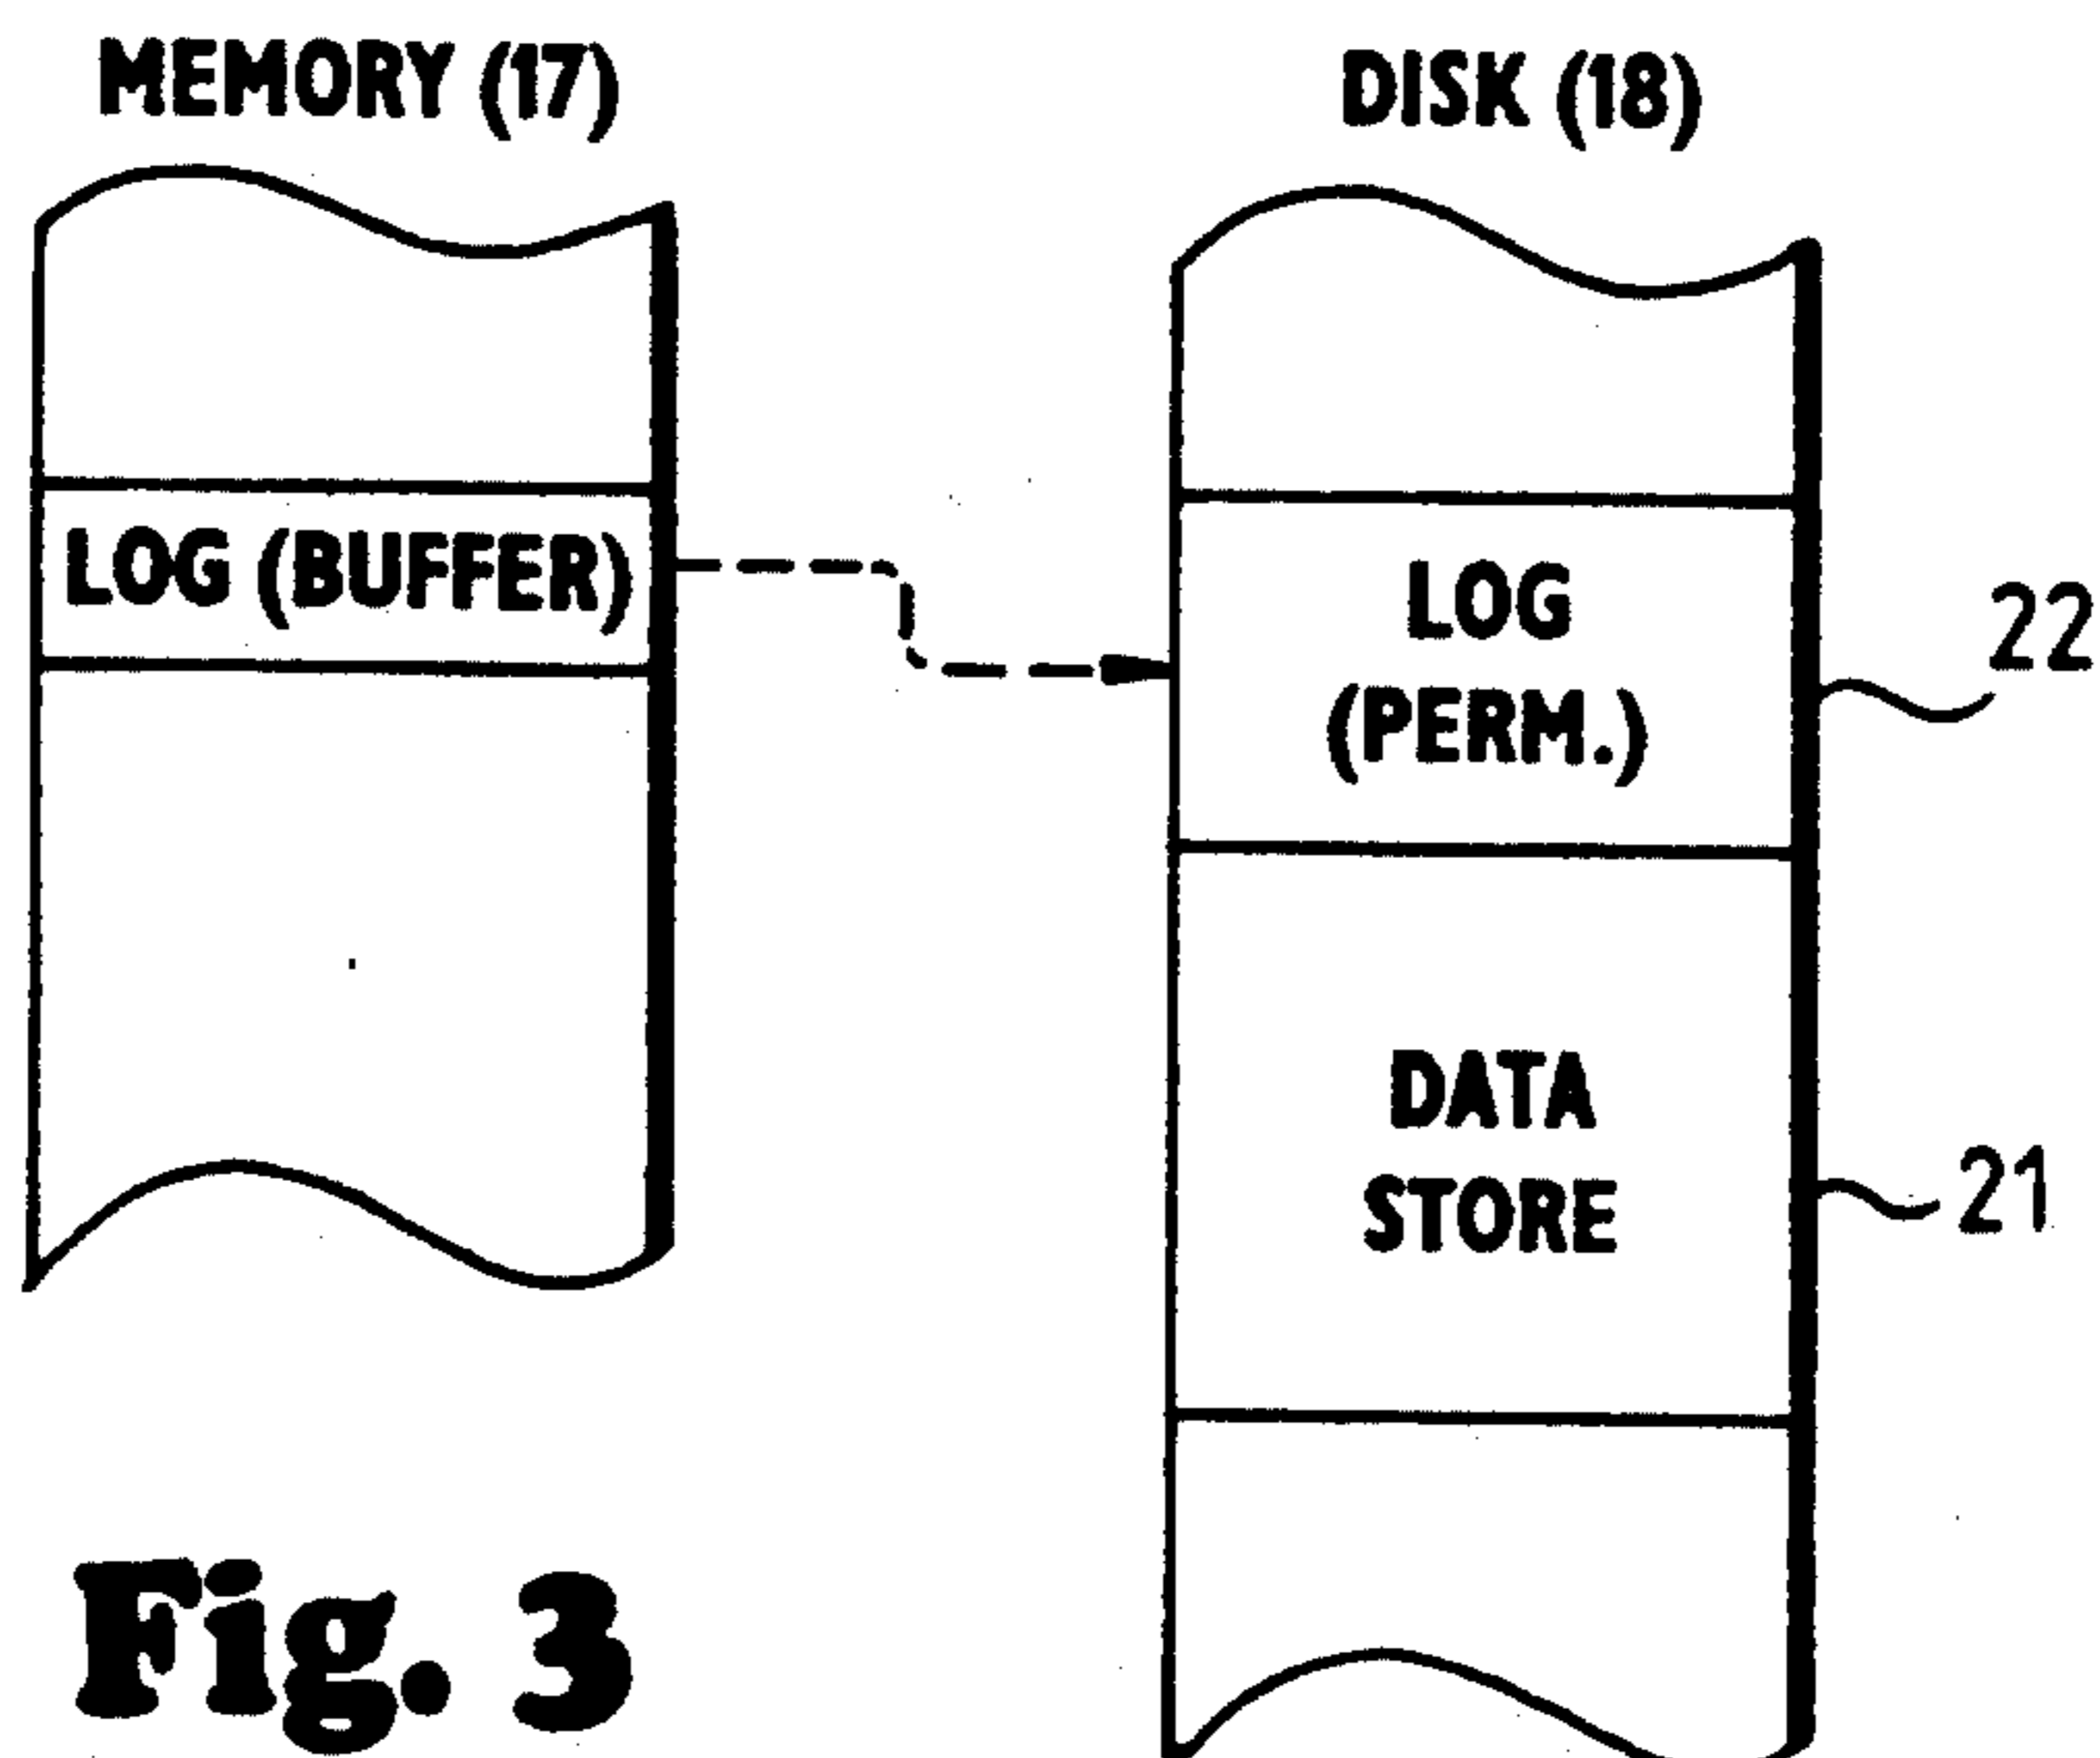 MEMORY (17)
DISK (18)
LOG (BUFFER)
LOG
(PERM.)
22
DATA
STORE
21
Fig. 3